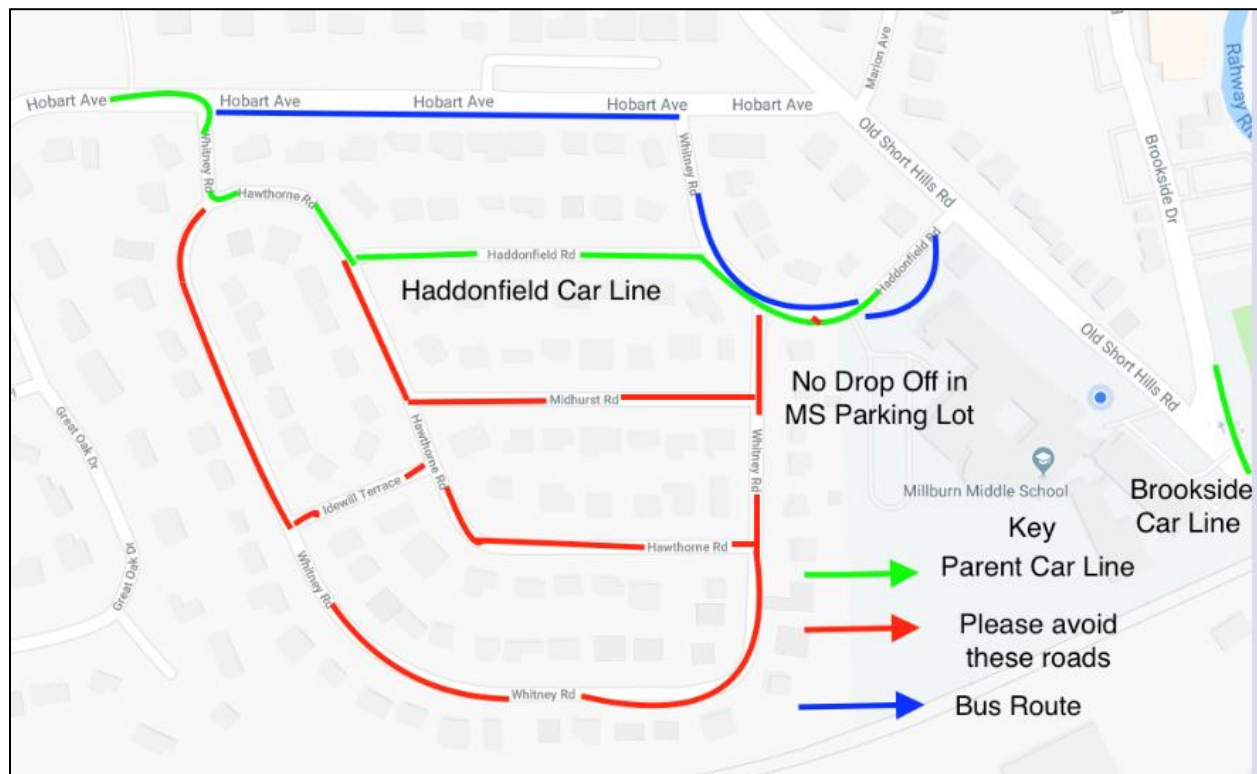 Hobart Ave
Hobart Ave
Hobart Ave
Hobart Ave
Hobart Ave
Marion Ave
Rahway Ri
Old Short Hills Rd
Brookside Dr
Whitney Rd
Whitney Rd
Hawthorne Rd
Haddonfield Rd
Haddonfield Rd
Haddonfield Car Line
Old Short Hills Rd
No Drop Off in
MS Parking Lot
Midhurst Rd
Great Oak Dr
Hawthorne Rd
Whitney Rd
Millburn Middle School
Brookside
Car Line
Idewill Terrace
Key
Hawthorne Rd
Parent Car Line
Great Oak Dr
Whitney Rd
Please avoid
these roads
Whitney Rd
Bus Route